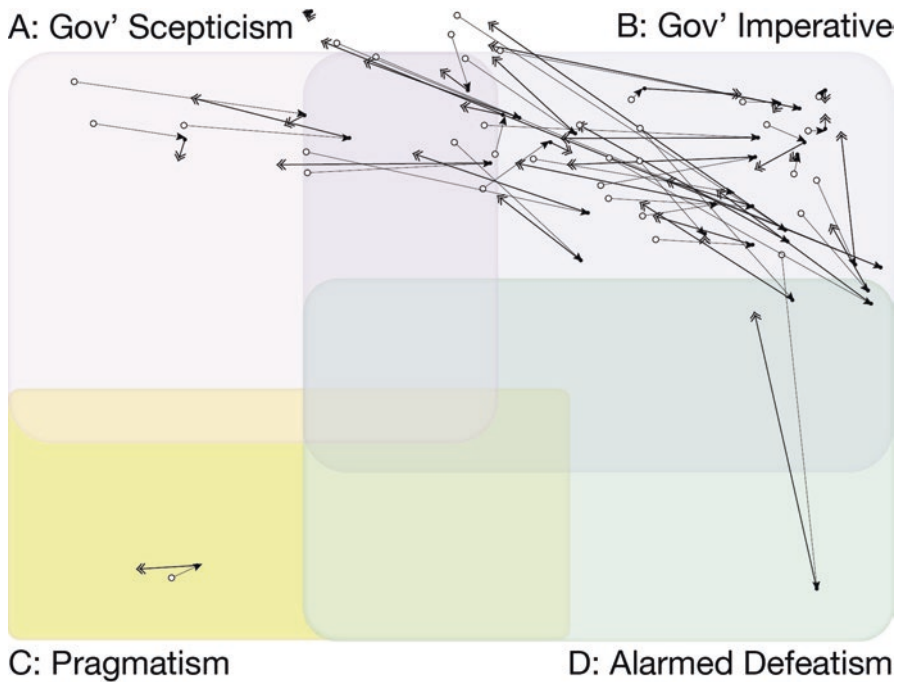 A: Gov' Scepticism
B: Gov' Imperative
C: Pragmatism
D: Alarmed Defeatism